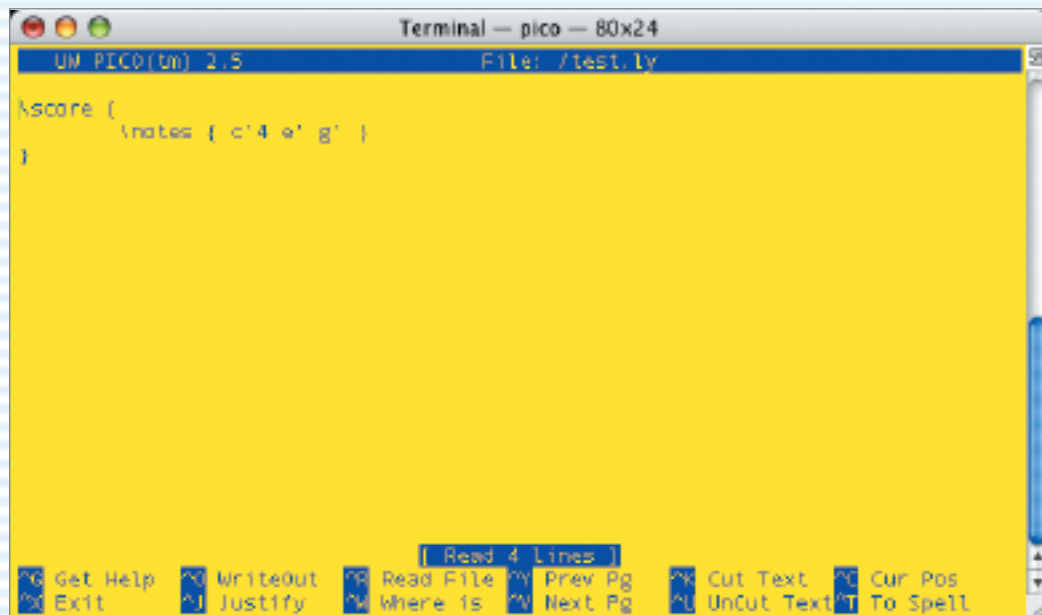 Terminal — pico — 80x24
UW PICO(tm) 2.5 File: /test.ly
\score {
\notes { c'4 e' g' }
}
[ Read 4 lines ]
^G Get Help ^O WriteOut ^R Read File ^Y Prev Pg ^K Cut Text ^C Cur Pos
^X Exit ^J Justify ^W Where is ^V Next Pg ^U UnCut Text ^T To Spell